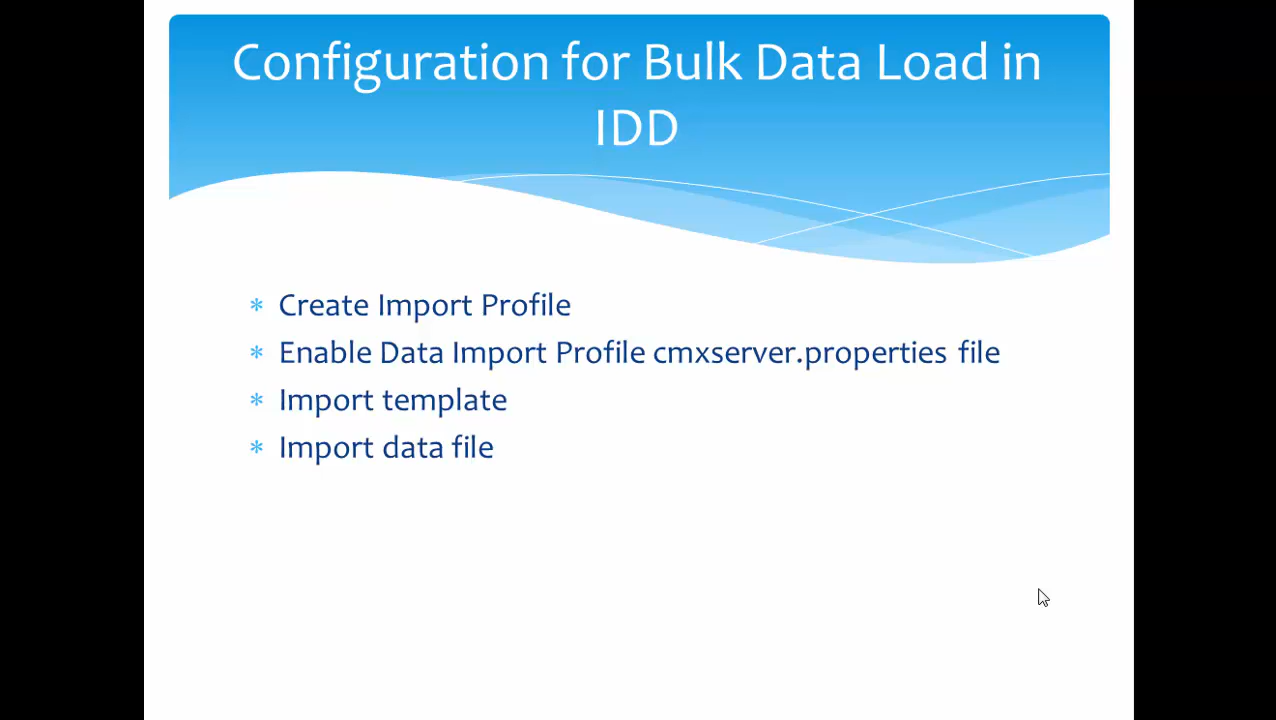 Configuration for Bulk Data Load in
IDD
* Create Import Profile
* Enable Data Import Profile cmxserver.properties file
* Import template
* Import data file